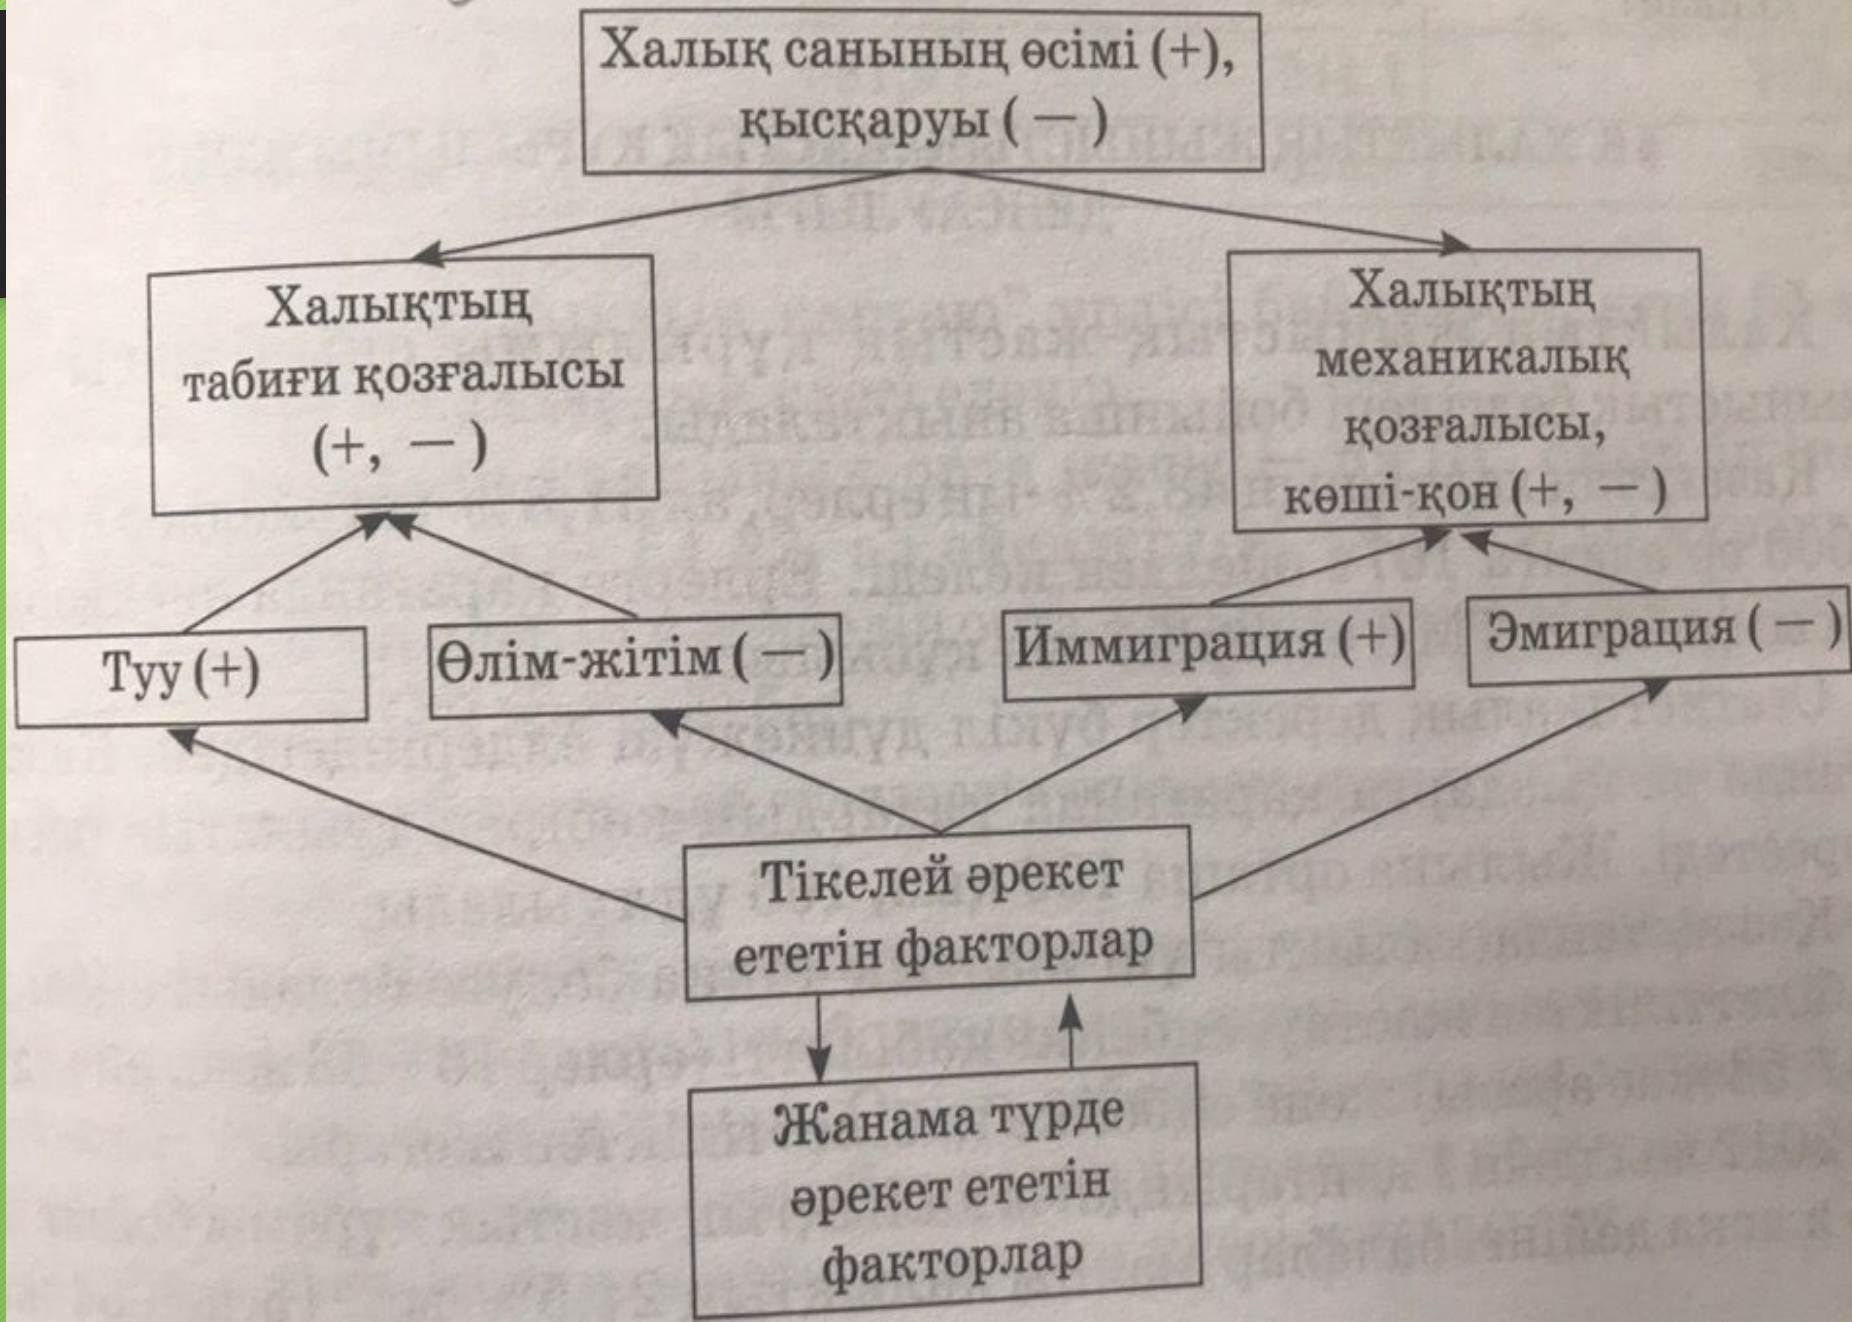 Халық санының өсімі (+),
қысқаруы ( — )
Халықтың
табиғи қозғалысы
(+, — )
Халықтың
механикалық
қозғалысы,
көші-қон (+, — )
Туу (+)
Өлім-жітім ( — )
Иммиграция (+)
Эмиграция ( — )
Тікелей әрекет
ететін факторлар
Жанама түрде
әрекет ететін
факторлар